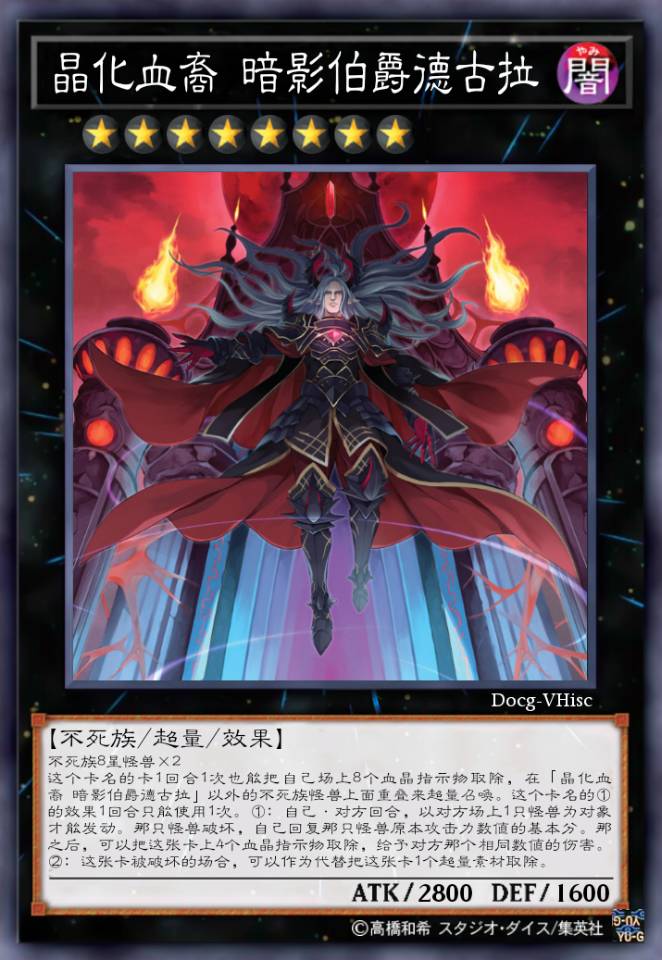 晶化血裔 暗影伯爵德古拉
やみ
闇
Docg-VHisc
【不死族/超量/效果】
不死族8星怪兽×2
这个卡名的卡1回合1次也能把自己场上8个血晶指示物取除，在「晶化血
裔 暗影伯爵德古拉」以外的不死族怪兽上面重叠来超量召唤。这个卡名的①
的效果1回合只能使用1次。①：自己·对方回合，以对方场上1只怪兽为对象
才能发动。那只怪兽破坏，自己回复那只怪兽原本攻击力数值的基本分。那
之后，可以把这张卡上4个血晶指示物取除，给予对方那个相同数值的伤害。
②：这张卡被破坏的场合，可以作为代替把这张卡1个超量素材取除。
ATK/2800 DEF/1600
©高橋和希 スタジオ·ダイス/集英社